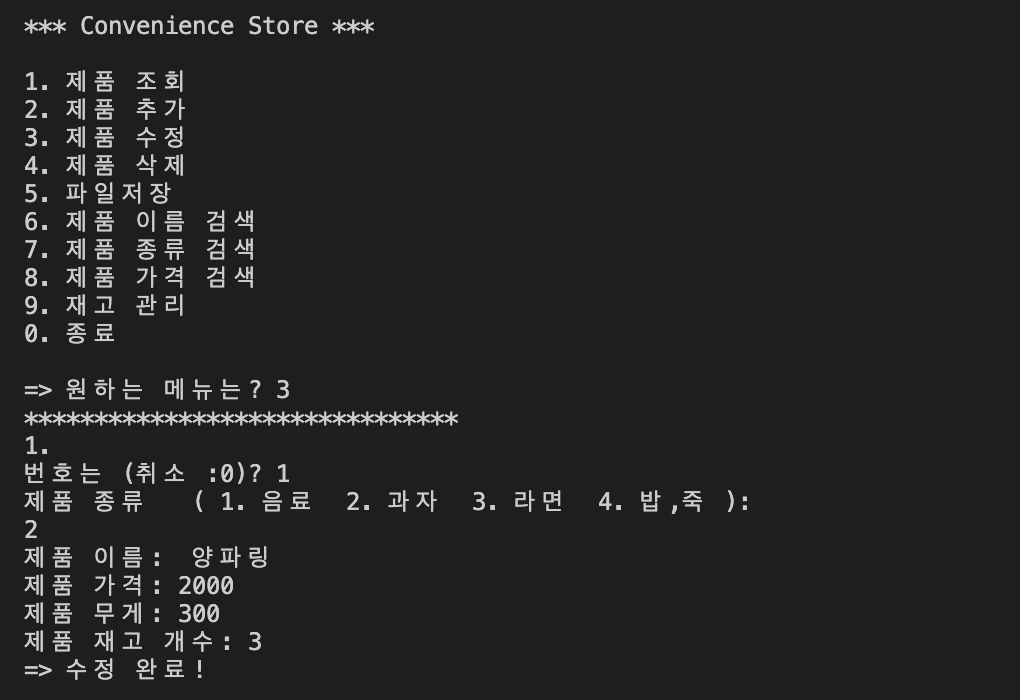 *** Convenience Store ***
1. 제품 조회
2. 제품 추가
3. 제품 수정
4. 제품 삭제
5. 파일저장
6. 제품 이름 검색
7. 제품 종류 검색
8. 제품 가격 검색
9. 재고 관리
0. 종료
=> 원하는 메뉴는? 3
*******************************
1.
번호는 (취소 :0)? 1
제품 종류   ( 1. 음료  2. 과자  3. 라면  4. 밥,죽 ):
2
제품 이름:  양파링
제품 가격: 2000
제품 무게: 300
제품 재고 개수: 3
=> 수정 완료!